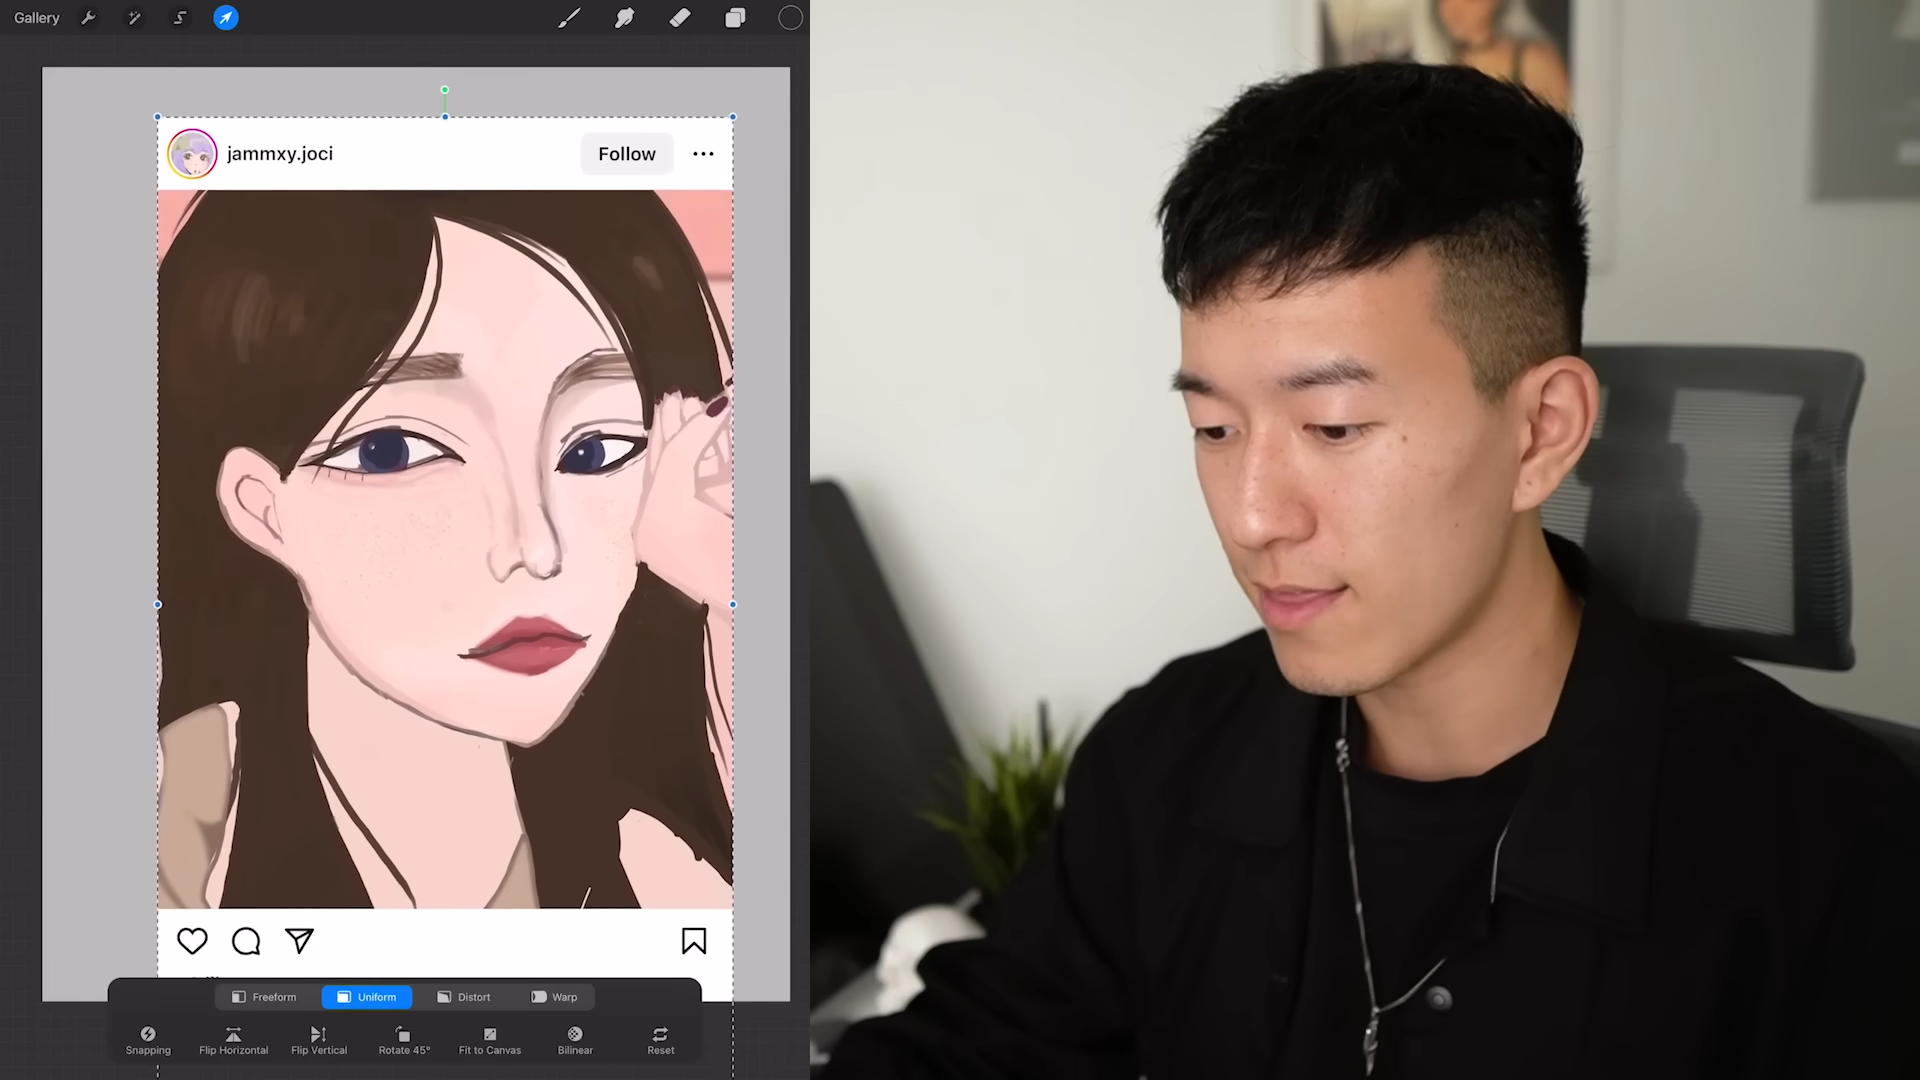 Gallery
jammxy.joci
Follow
Freeform
Uniform
Distort
Warp
Snapping
Flip Horizontal
Flip Vertical
Rotate 45°
Fit to Canvas
Bilinear
Reset